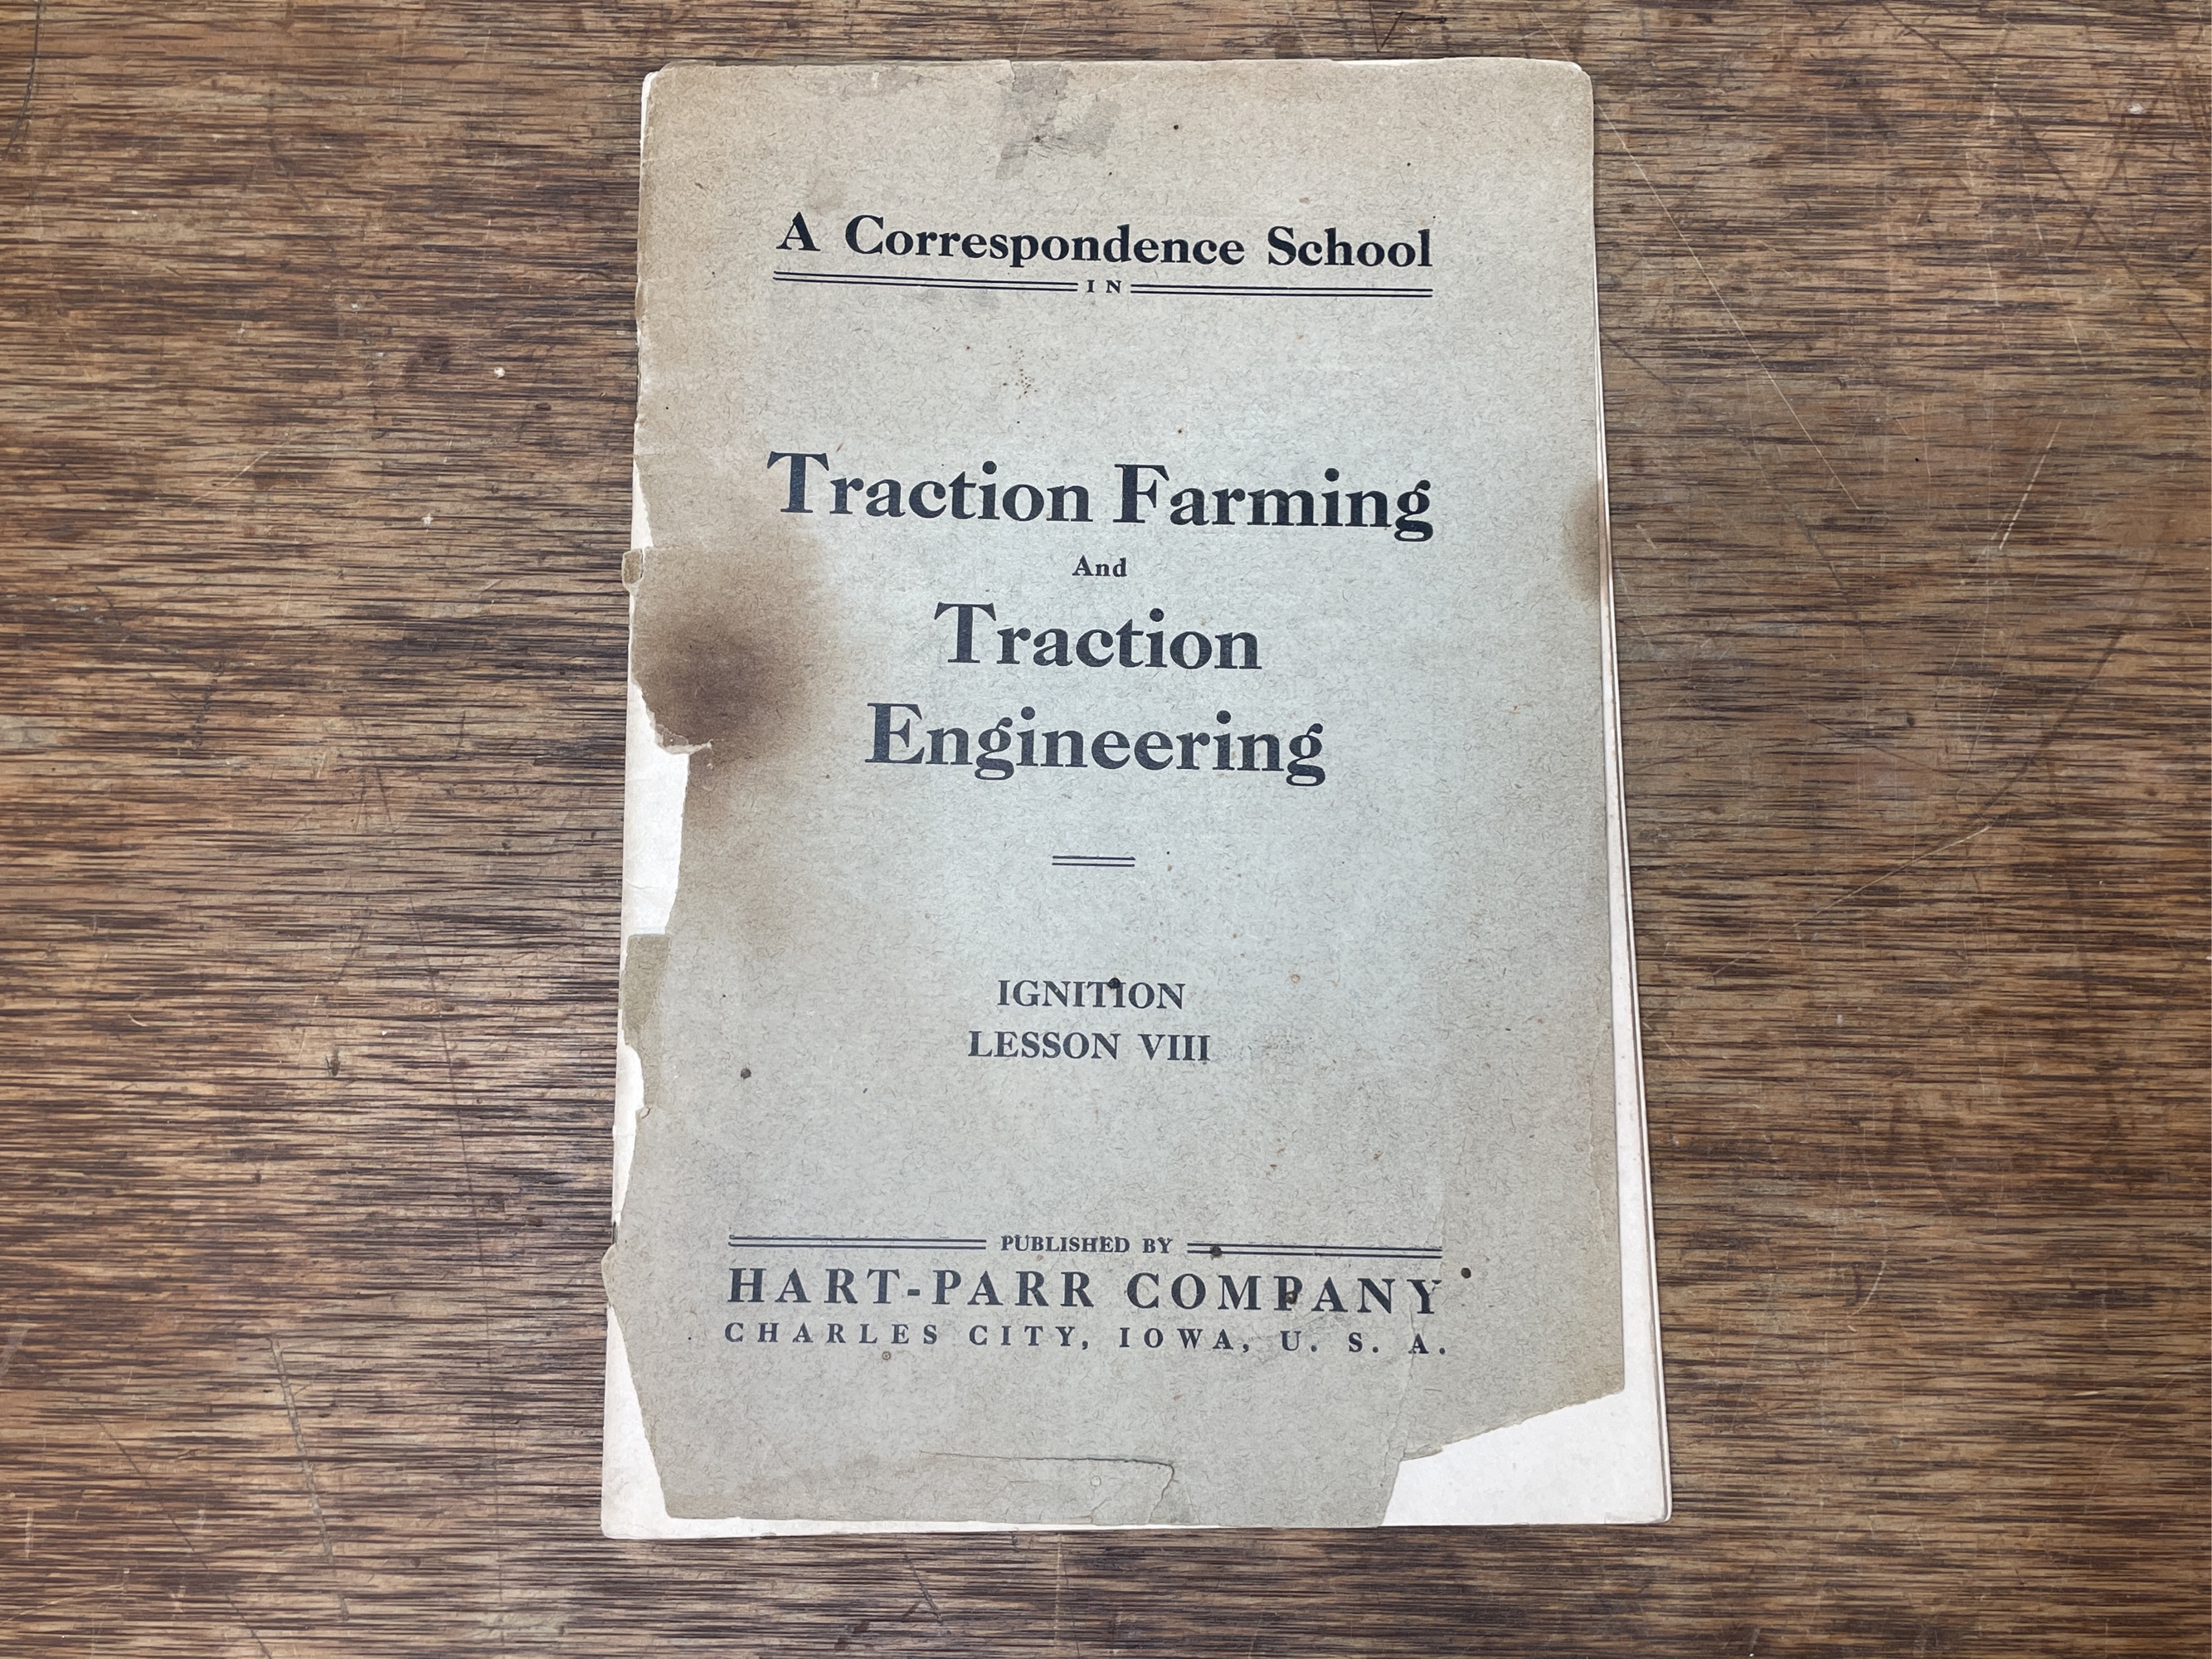 A Correspondence School
IN
Traction Farming
And
Traction
Engineering
IGNITION
LESSON VIII
PUBLISHED BY
HART-PARR COMPANY
CHARLES CITY, IOWA, U. S. A.